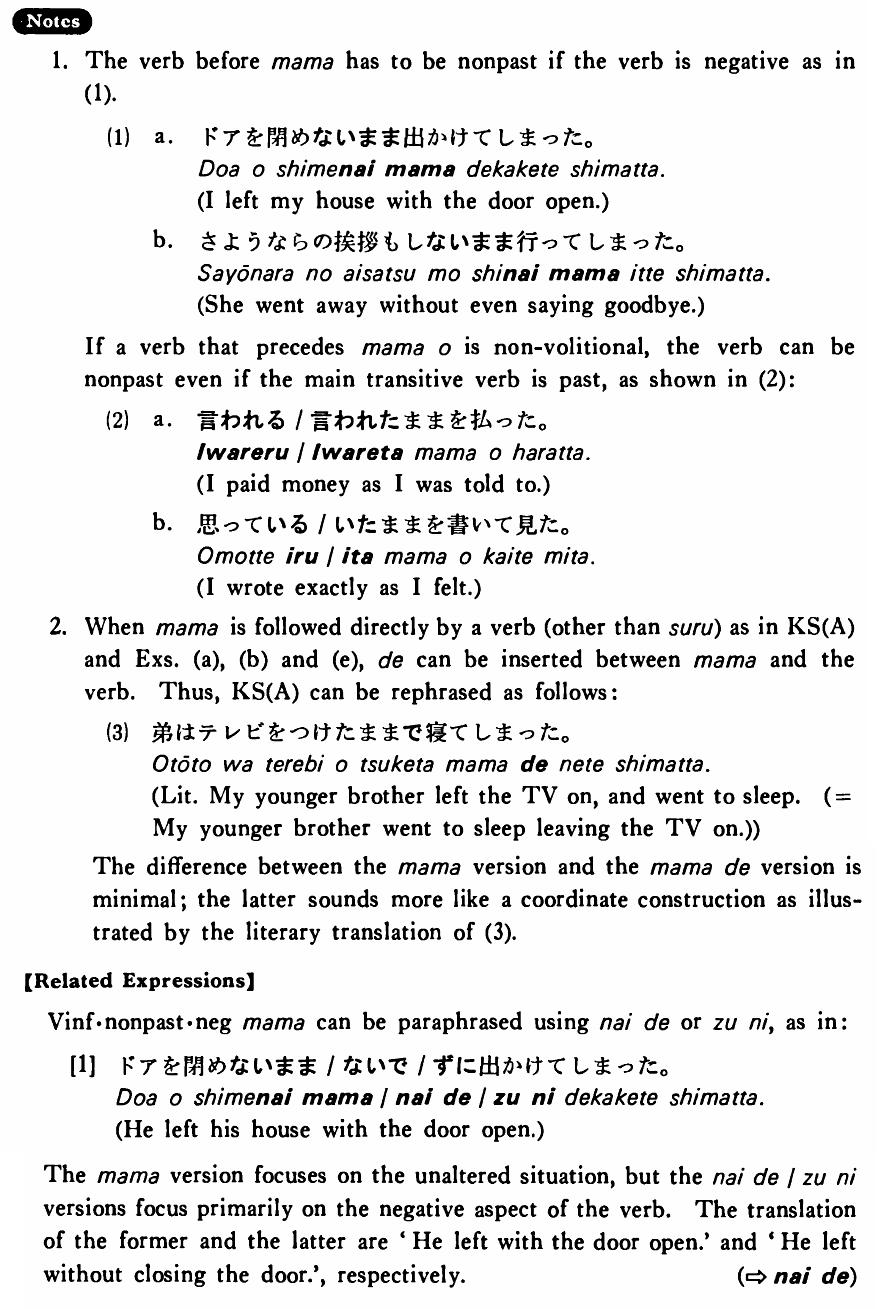 Notes
1. The verb before mama has to be nonpast if the verb is negative as in
(1).
(1) a. ドアを閉めないまま出かけてしまった。
Doa o shimenai mama dekakete shimatta.
(I left my house with the door open.)
b. さようならの挨拶もしないまま行ってしまった。
Sayōnara no aisatsu mo shinai mama itte shimatta.
(She went away without even saying goodbye.)
If a verb that precedes mama o is non-volitional, the verb can be
nonpast even if the main transitive verb is past, as shown in (2):
(2) a. 言われる / 言われたままを払った。
Iwareru / Iwareta mama o haratta.
(I paid money as I was told to.)
b. 思っている / いたままを書いて見た。
Omotte iru / ita mama o kaite mita.
(I wrote exactly as I felt.)
2. When mama is followed directly by a verb (other than suru) as in KS(A)
and Exs. (a), (b) and (e), de can be inserted between mama and the
verb. Thus, KS(A) can be rephrased as follows:
(3) 弟はテレビをつけたままで寝てしまった。
Otōto wa terebi o tsuketa mama de nete shimatta.
(Lit. My younger brother left the TV on, and went to sleep. (=
My younger brother went to sleep leaving the TV on.))
The difference between the mama version and the mama de version is
minimal; the latter sounds more like a coordinate construction as illus-
trated by the literary translation of (3).
【Related Expressions】
Vinf·nonpast·neg mama can be paraphrased using nai de or zu ni, as in:
[1] ドアを閉めないまま / ないで / ずに出かけてしまった。
Doa o shimenai mama / nai de / zu ni dekakete shimatta.
(He left his house with the door open.)
The mama version focuses on the unaltered situation, but the nai de / zu ni
versions focus primarily on the negative aspect of the verb. The translation
of the former and the latter are ‘He left with the door open.’ and ‘He left
without closing the door.’, respectively. (⇨ nai de)